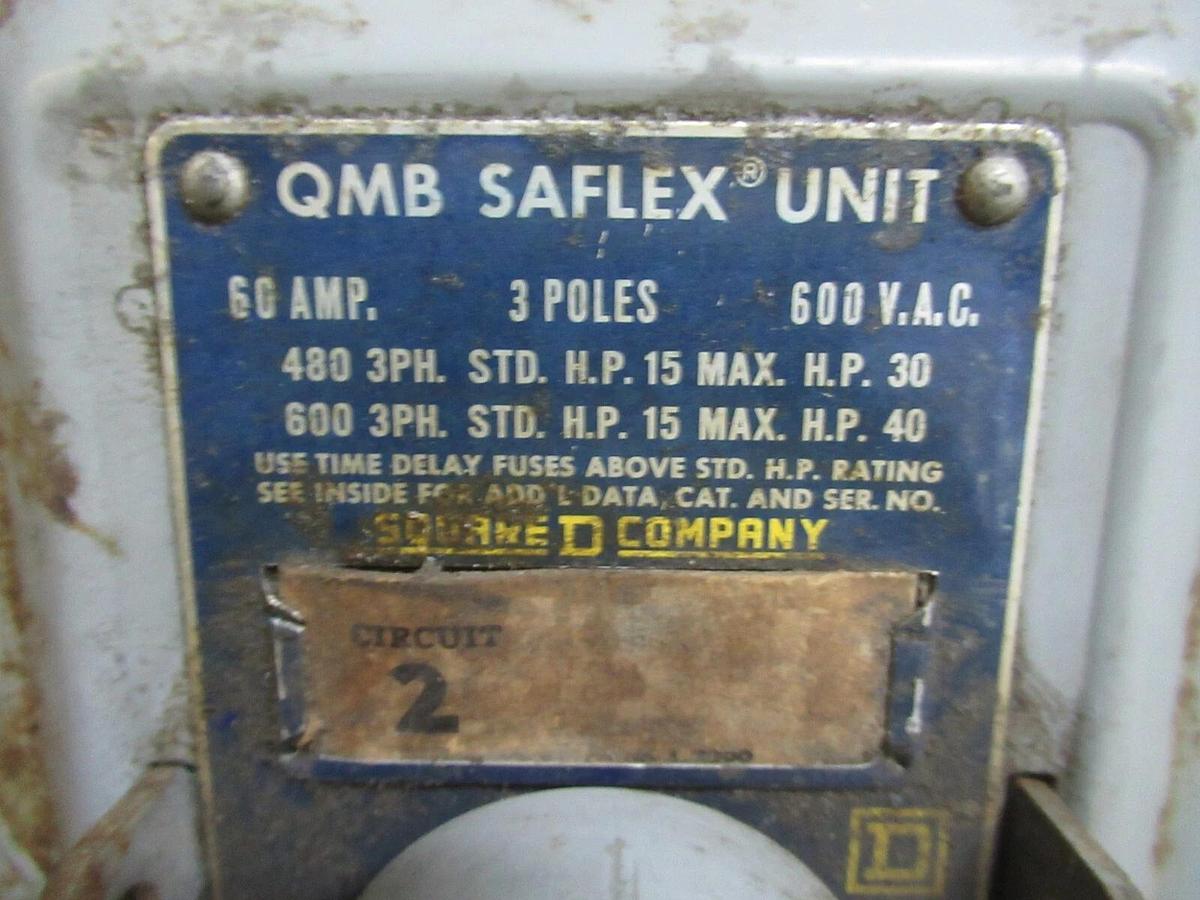 QMB SAFLEX® UNIT
60 AMP. 3 POLES 600 V.A.C.
480 3PH. STD. H.P. 15 MAX. H.P. 30
600 3PH. STD. H.P. 15 MAX. H.P. 40
USE TIME DELAY FUSES ABOVE STD. H.P. RATING
SEE INSIDE FOR ADD'L DATA, CAT. AND SER. NO.
SQUARE D COMPANY
CIRCUIT
2
D